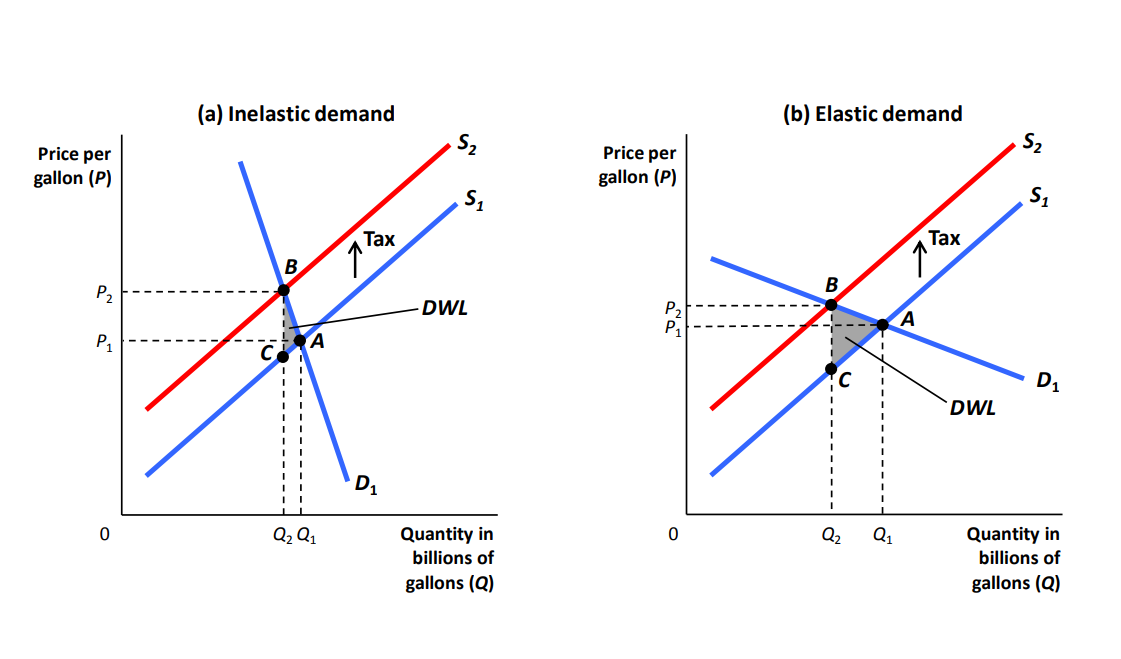 (a) Inelastic demand
Price per
gallon (P)
S2
S1
Tax
B
P2
DWL
P1
A
C
D1
0
Q2 Q1
Quantity in
billions of
gallons (Q)
(b) Elastic demand
Price per
gallon (P)
S2
S1
Tax
B
P2
A
P1
C
D1
DWL
0
Q2
Q1
Quantity in
billions of
gallons (Q)